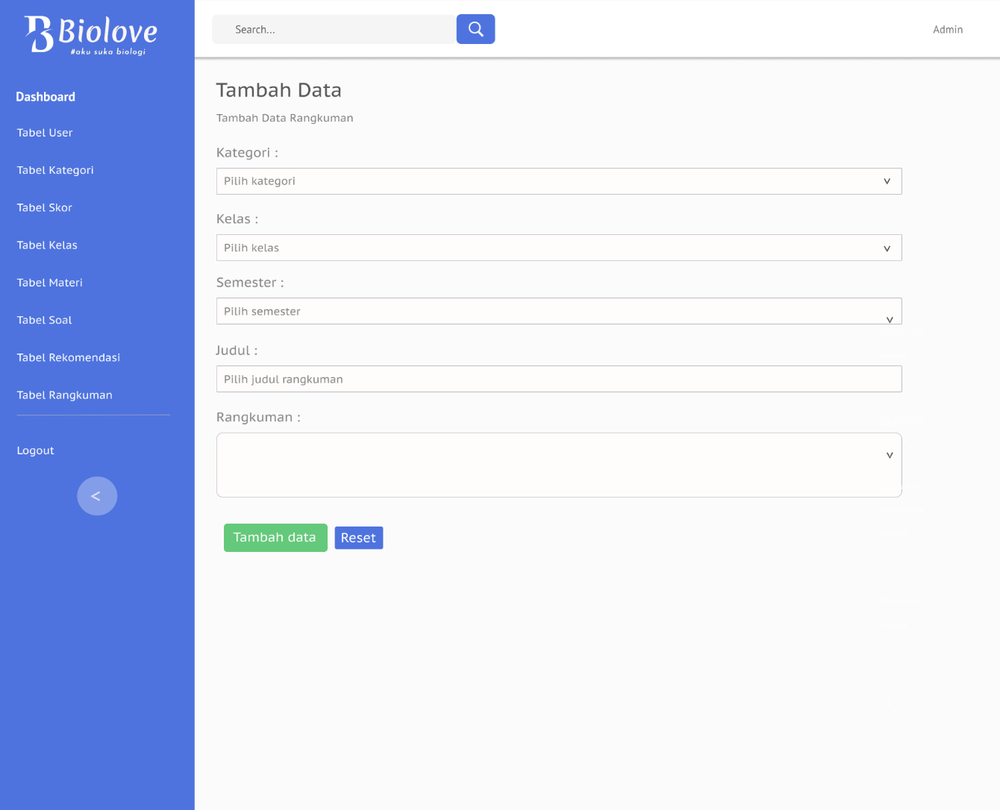 Biolove
#aku suka biologi
Search...
Admin
Dashboard
Tabel User
Tabel Kategori
Tabel Skor
Tabel Kelas
Tabel Materi
Tabel Soal
Tabel Rekomendasi
Tabel Rangkuman
Logout
<
Tambah Data
Tambah Data Rangkuman
Kategori :
Pilih kategori
Kelas :
Pilih kelas
Semester :
Pilih semester
Judul :
Pilih judul rangkuman
Rangkuman :
Tambah data
Reset